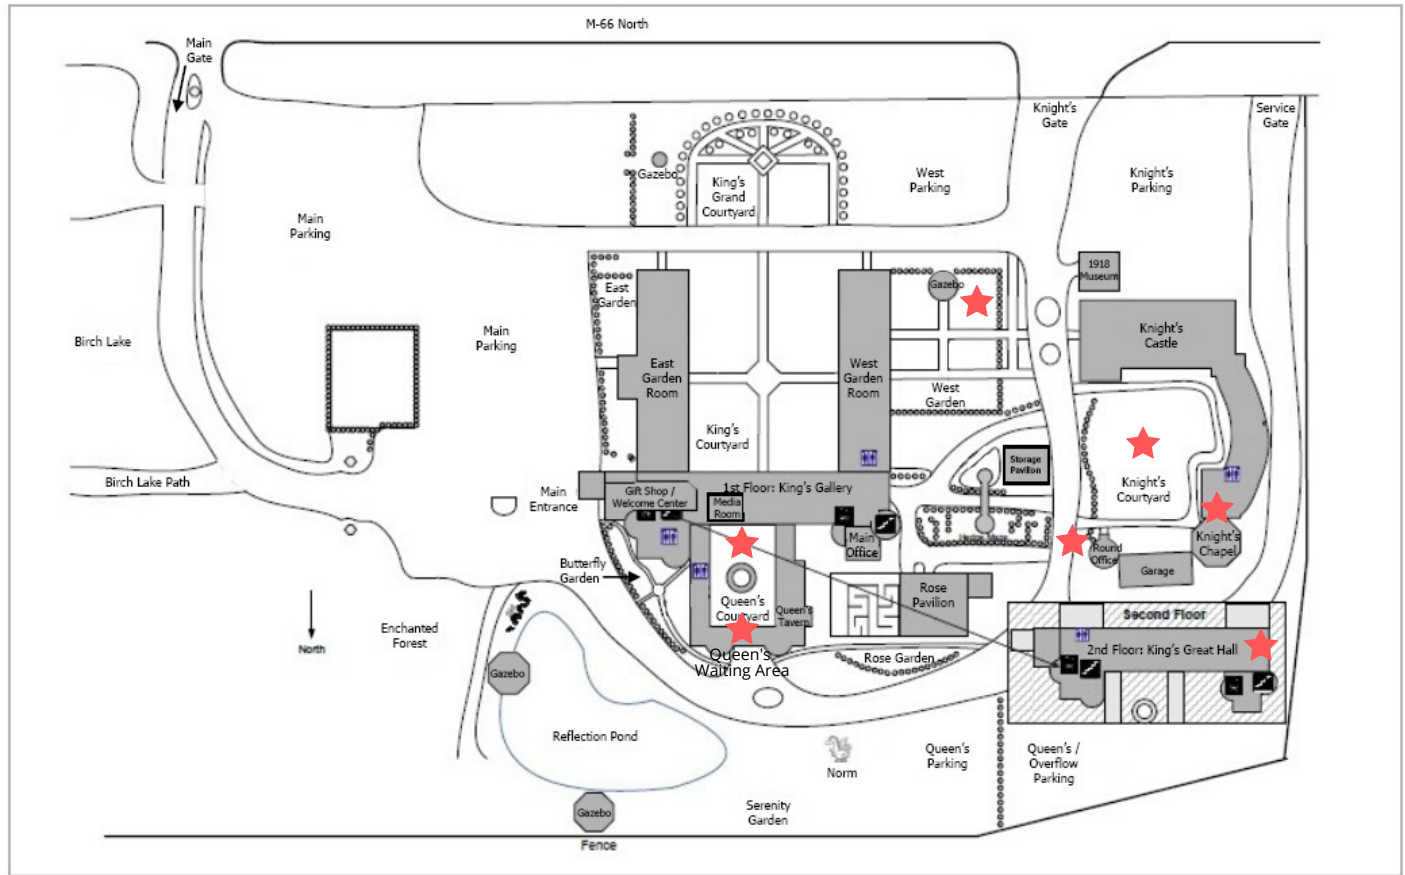 M-66 North
Main
Gate
Knight's
Gate
Service
Gate
Gazebo
King's
Grand
Courtyard
West
Parking
Knight's
Parking
Main
Parking
1918
Museum
East
Garden
Gazebo
Birch Lake
Main
Parking
Knight's
Castle
East
Garden
Room
West
Garden
Room
West
Garden
King's
Courtyard
Storage
Pavilion
Knight's
Courtyard
Birch Lake Path
Main
Entrance
Gift Shop /
Welcome Center
1st Floor: King's Gallery
Media
Room
Main
Office
Knight's
Chapel
Round
Office
Garage
Butterfly
Garden
Queen's
Courtyard
Queen's
Tavern
Rose
Pavilion
Second Floor
North
Enchanted
Forest
2nd Floor: King's Great Hall
Queen's
Waiting Area
Rose Garden
Gazebo
Reflection Pond
Norm
Queen's
Parking
Queen's /
Overflow
Parking
Gazebo
Serenity
Garden
Fence